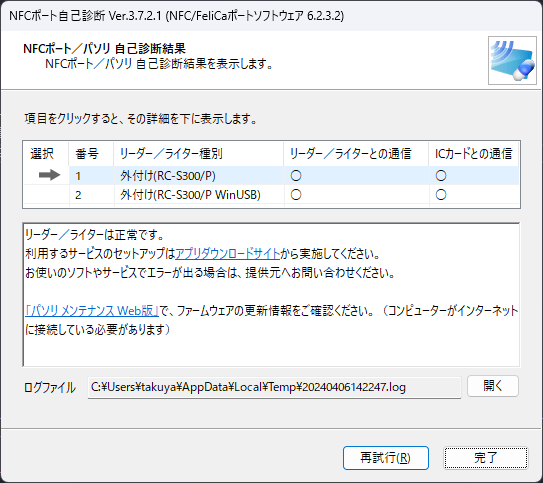 NFCポート自己診断 Ver.3.7.2.1 (NFC/FeliCaポートソフトウェア 6.2.3.2)
NFCポート／パソリ 自己診断結果
NFCポート／パソリ 自己診断結果を表示します。
項目をクリックすると、その詳細を下に表示します。
選択 番号 リーダー／ライター種別 リーダー／ライターとの通信 ICカードとの通信
1 外付け(RC-S300/P) ○ ○
2 外付け(RC-S300/P WinUSB) ○ ○
リーダー／ライターは正常です。
利用するサービスのセットアップはアプリダウンロードサイトから実施してください。
お使いのソフトやサービスでエラーが出る場合は、提供元へお問い合わせください。
「パソリ メンテナンス Web版」で、ファームウェアの更新情報をご確認ください。（コンピューターがインターネット
に接続している必要があります）
ログファイル C:¥Users¥takuya¥AppData¥Local¥Temp¥20240406142247.log 開く
再試行(R) 完了